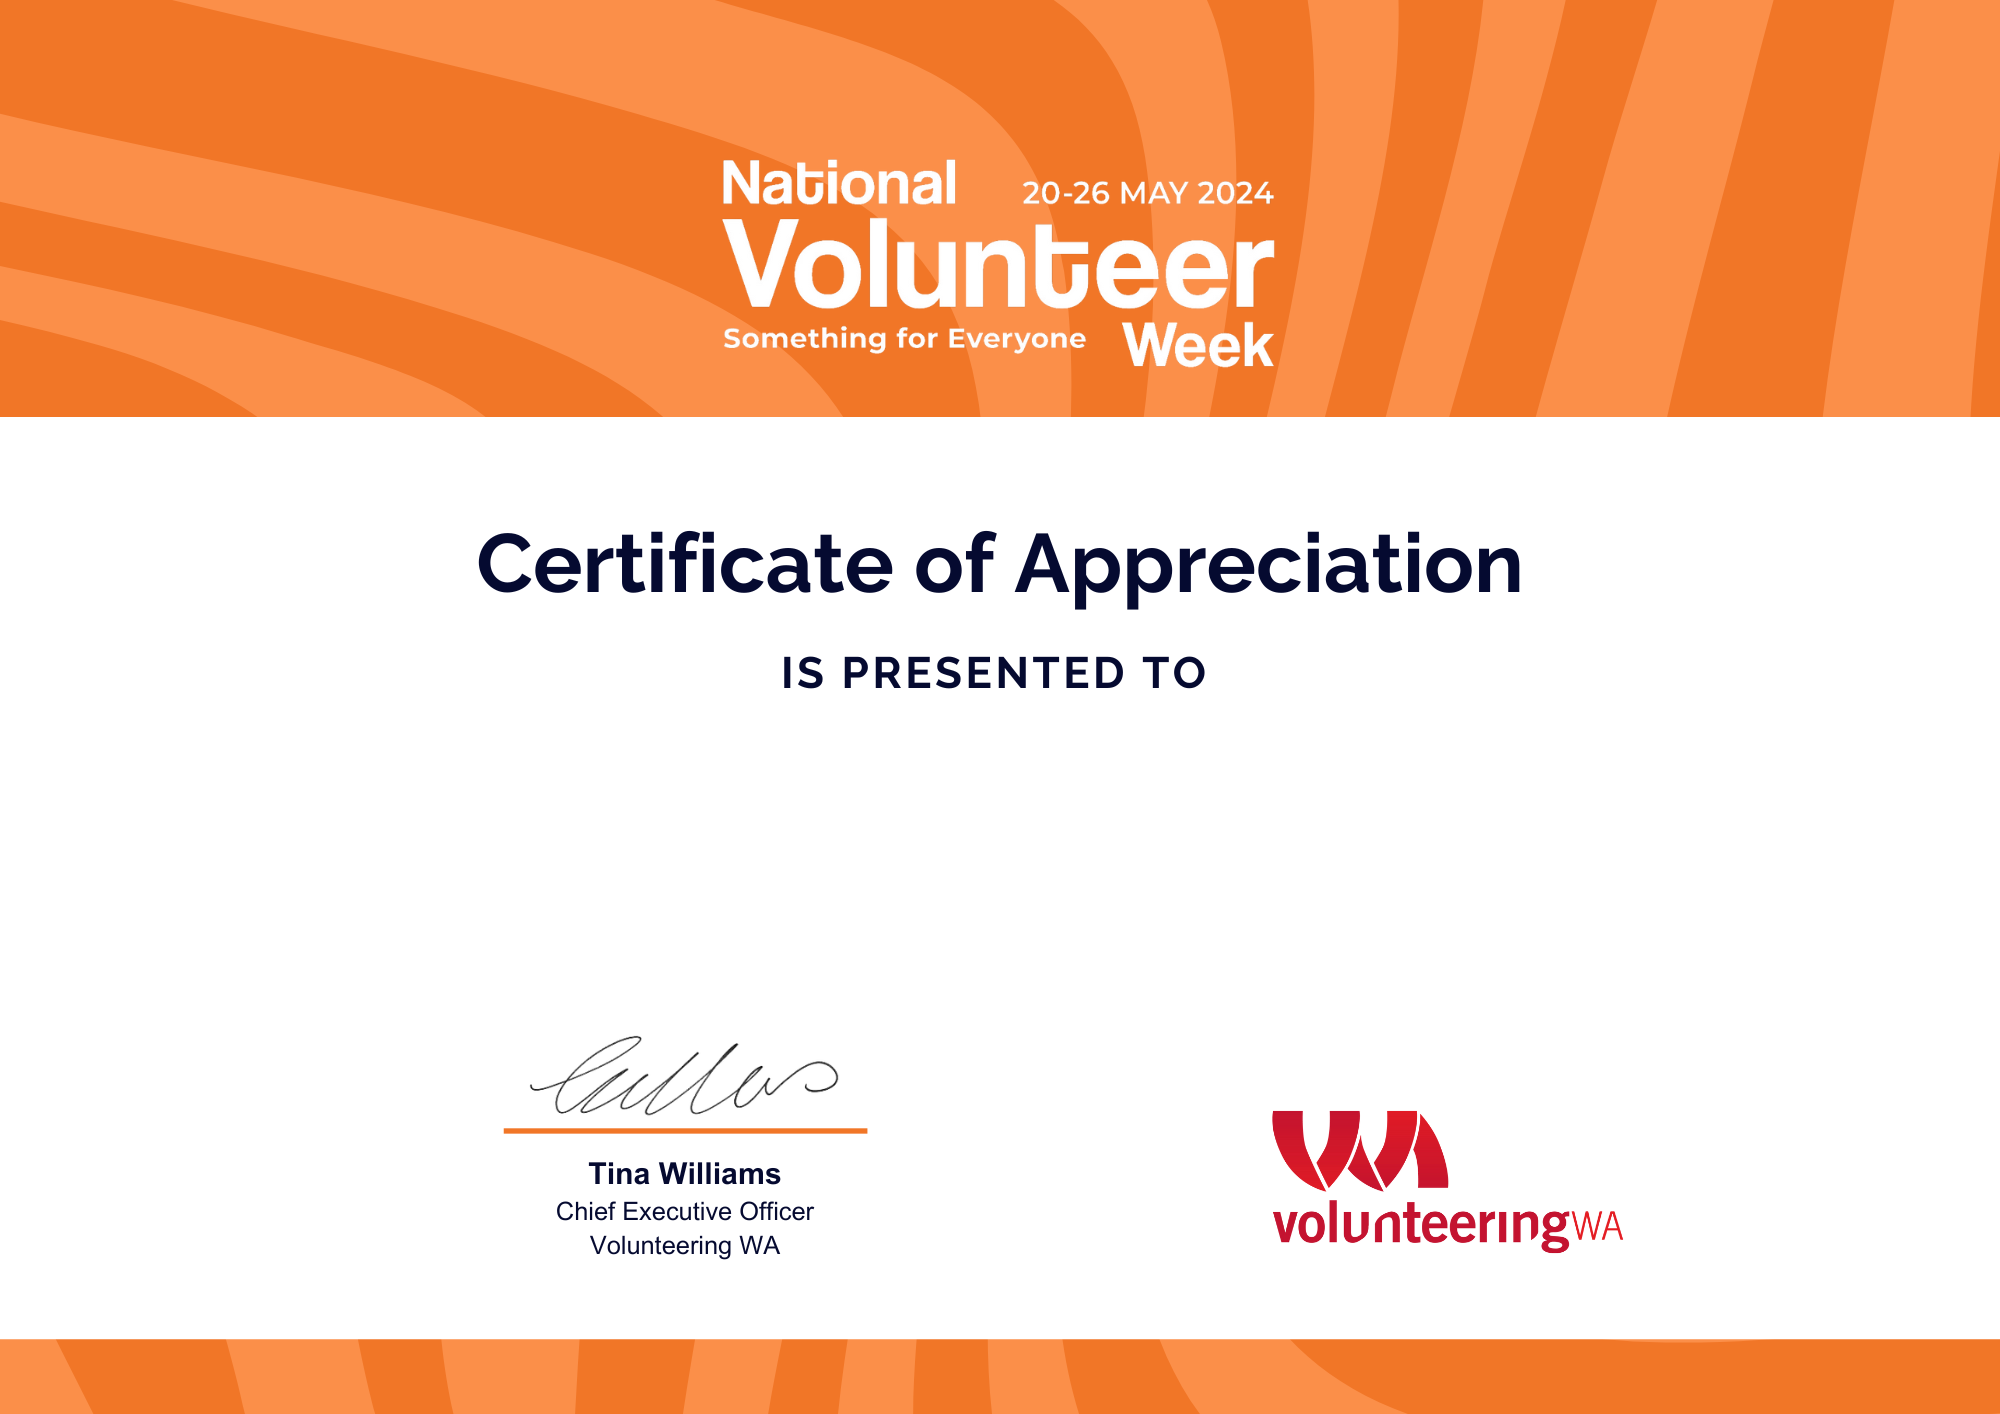 National 20-26 MAY 2024
Volunteer
Something for Everyone Week
Certificate of Appreciation
IS PRESENTED TO
Tina Williams
Chief Executive Officer
Volunteering WA
volunteeringWA